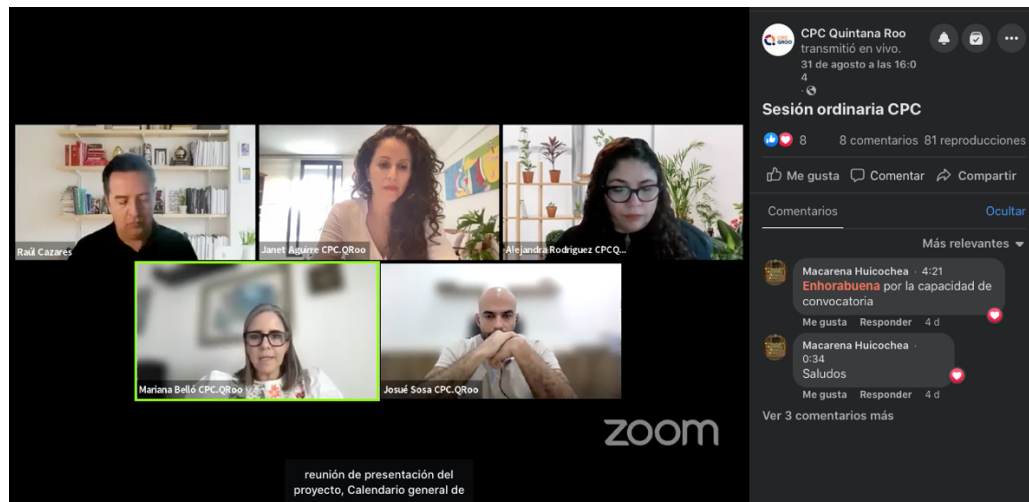 Raúl Cazares
Janet Aguirre CPC.QRoo
Alejandra Rodriguez CPCQ...
Mariana Belló CPC.QRoo
Josué Sosa CPC.QRoo
zoom
reunión de presentación del
proyecto, Calendario general de
CPC QROO
CPC Quintana Roo
transmitió en vivo.
31 de agosto a las 16:0
4
·
Sesión ordinaria CPC
8
8 comentarios 81 reproducciones
Me gusta
Comentar
Compartir
Comentarios
Ocultar
Más relevantes
Macarena Huicochea · 4:21
Enhorabuena por la capacidad de
convocatoria
Me gusta Responder 4 d
Macarena Huicochea ·
0:34
Saludos
Me gusta Responder 4 d
Ver 3 comentarios más